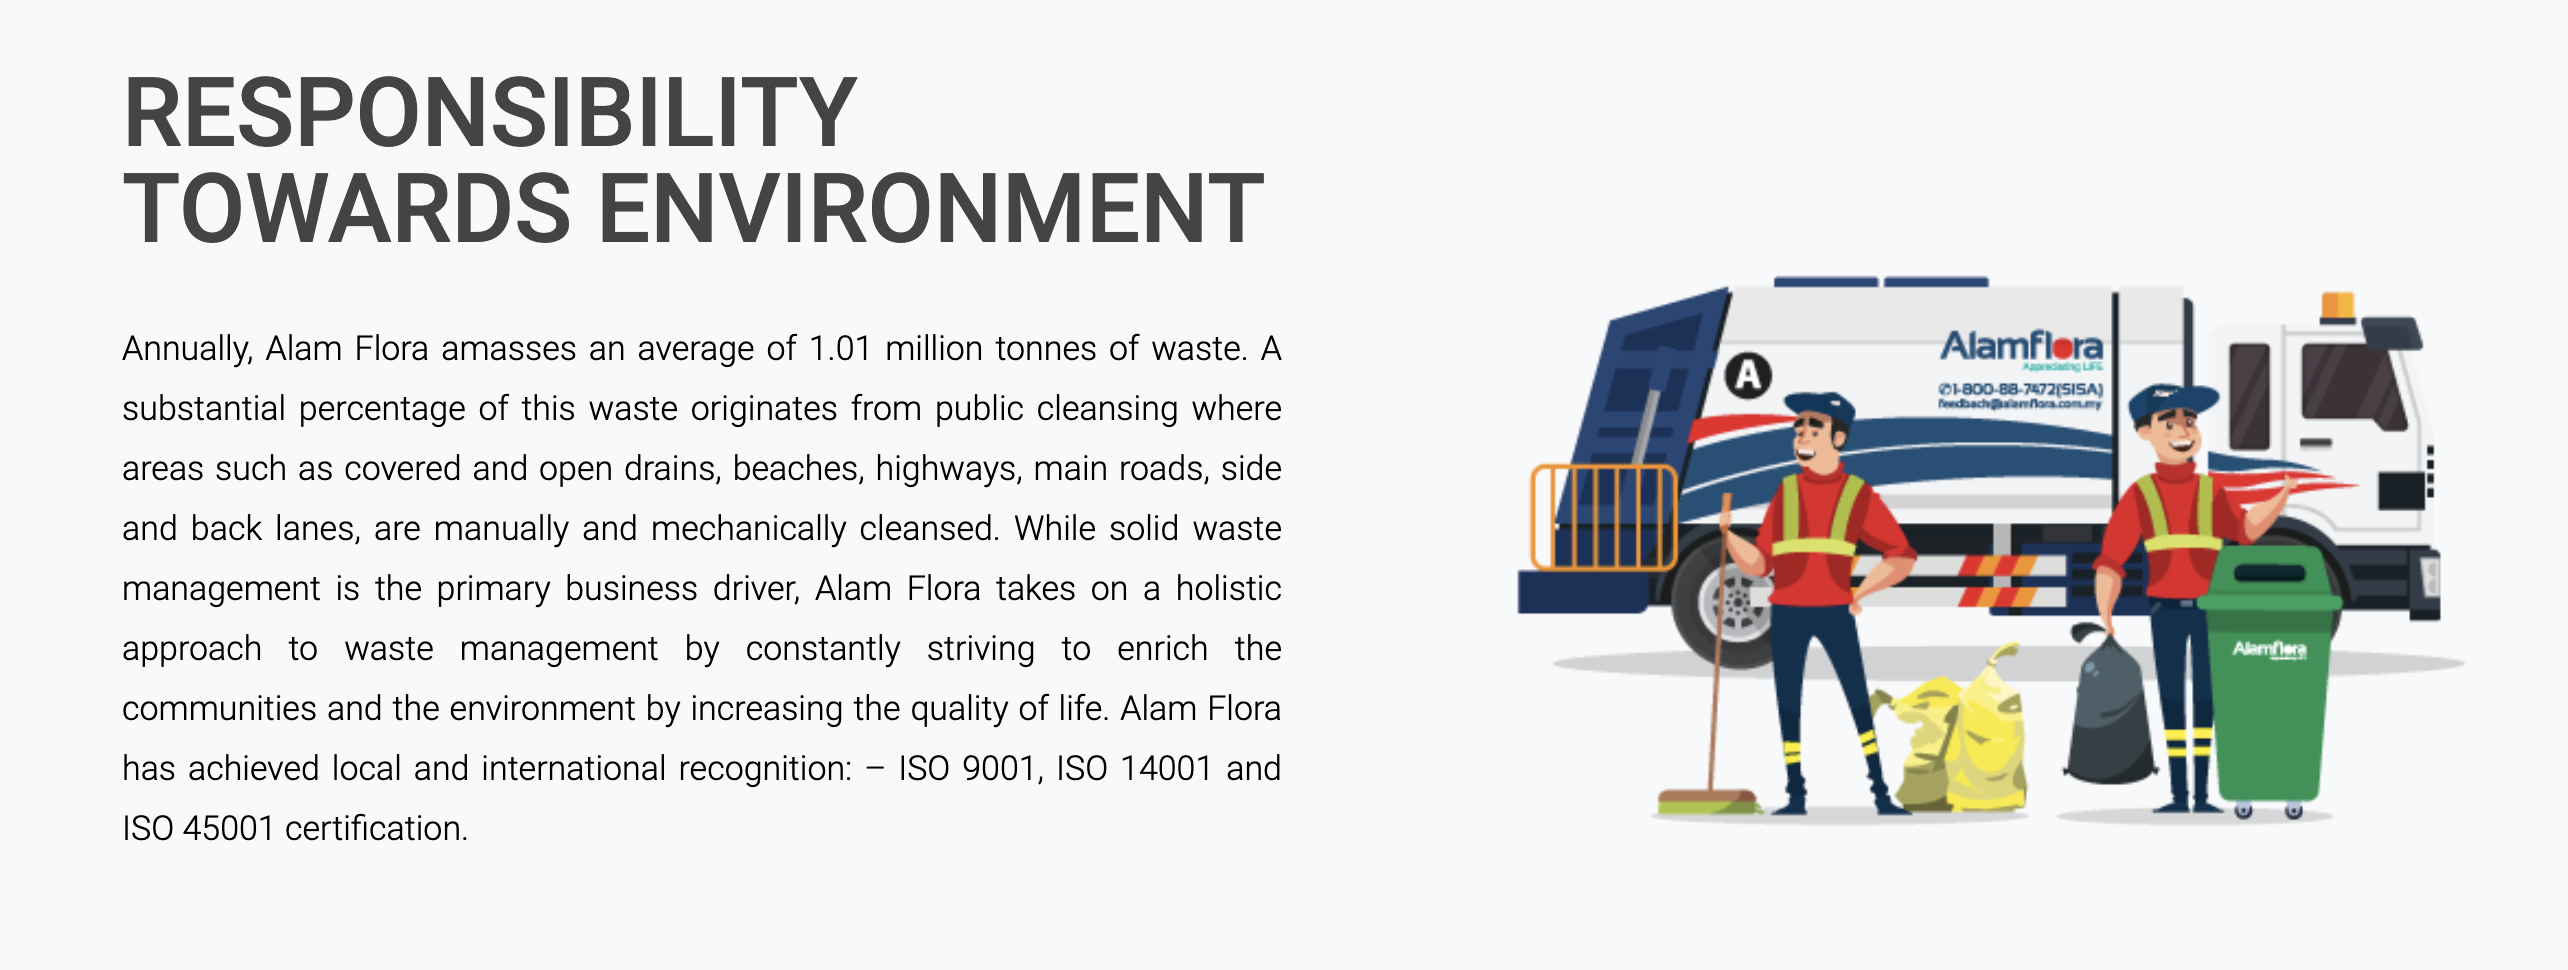 RESPONSIBILITY
TOWARDS ENVIRONMENT
Annually, Alam Flora amasses an average of 1.01 million tonnes of waste. A
substantial percentage of this waste originates from public cleansing where
areas such as covered and open drains, beaches, highways, main roads, side
and back lanes, are manually and mechanically cleansed. While solid waste
management is the primary business driver, Alam Flora takes on a holistic
approach to waste management by constantly striving to enrich the
communities and the environment by increasing the quality of life. Alam Flora
has achieved local and international recognition: – ISO 9001, ISO 14001 and
ISO 45001 certification.
Alamflora
Appreciating LIFE
✆1-800-88-7472(SISA)
feedback@alamflora.com.my
A
Alamflora